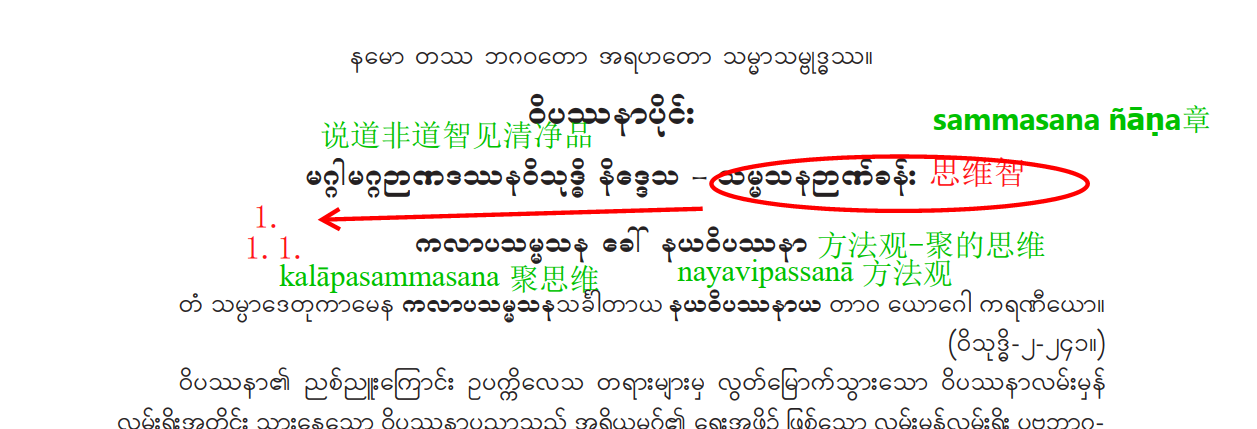 နမော တဿ ဘဂဝတော အရဟတော သမ္မာသမ္ဗုဒ္ဓဿ။
ဝိပဿနာပိုင်း
说道非道智见清净品
sammasana ñāṇa章
မဂ္ဂါမဂ္ဂဉာဏဒဿနဝိသုဒ္ဓိ နိဒ္ဒေသ – သမ္မသနဉာဏ်ခန်း 思维智
1.
1.1. ကလာပသမ္မသန ခေါ် နယဝိပဿနာ 方法观-聚的思维
kalāpasammasana 聚思维 nayavipassanā 方法观
တံ သမ္ပာဒေတုကာမေန ကလာပသမ္မသနသင်္ခါတာယ နယဝိပဿနာယ တာဝ ယောဂေါ ကရဏီယော။
(ဝိသုဒ္ဓိ-၂-၂၄၁။)
ဝိပဿနာ၏ ညစ်ညူးကြောင်း ဥပက္ကိလေသ တရားများမှ လွတ်မြောက်သွားသော ဝိပဿနာလမ်းမှန်
လမ်းရိုးအတိုင်း သွားနေသော ဝိပဿနာပညာသည် အရိယမဂ်၏ ရှေးအဖို့၌ ဖြစ်သော လမ်းမှန်လမ်းရိုး ပုဗ္ဗဘာဂ-